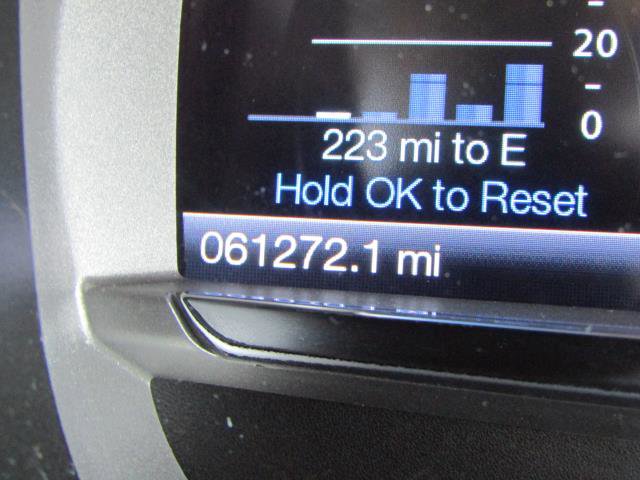 20
0
223 mi to E
Hold OK to Reset
061272.1 mi